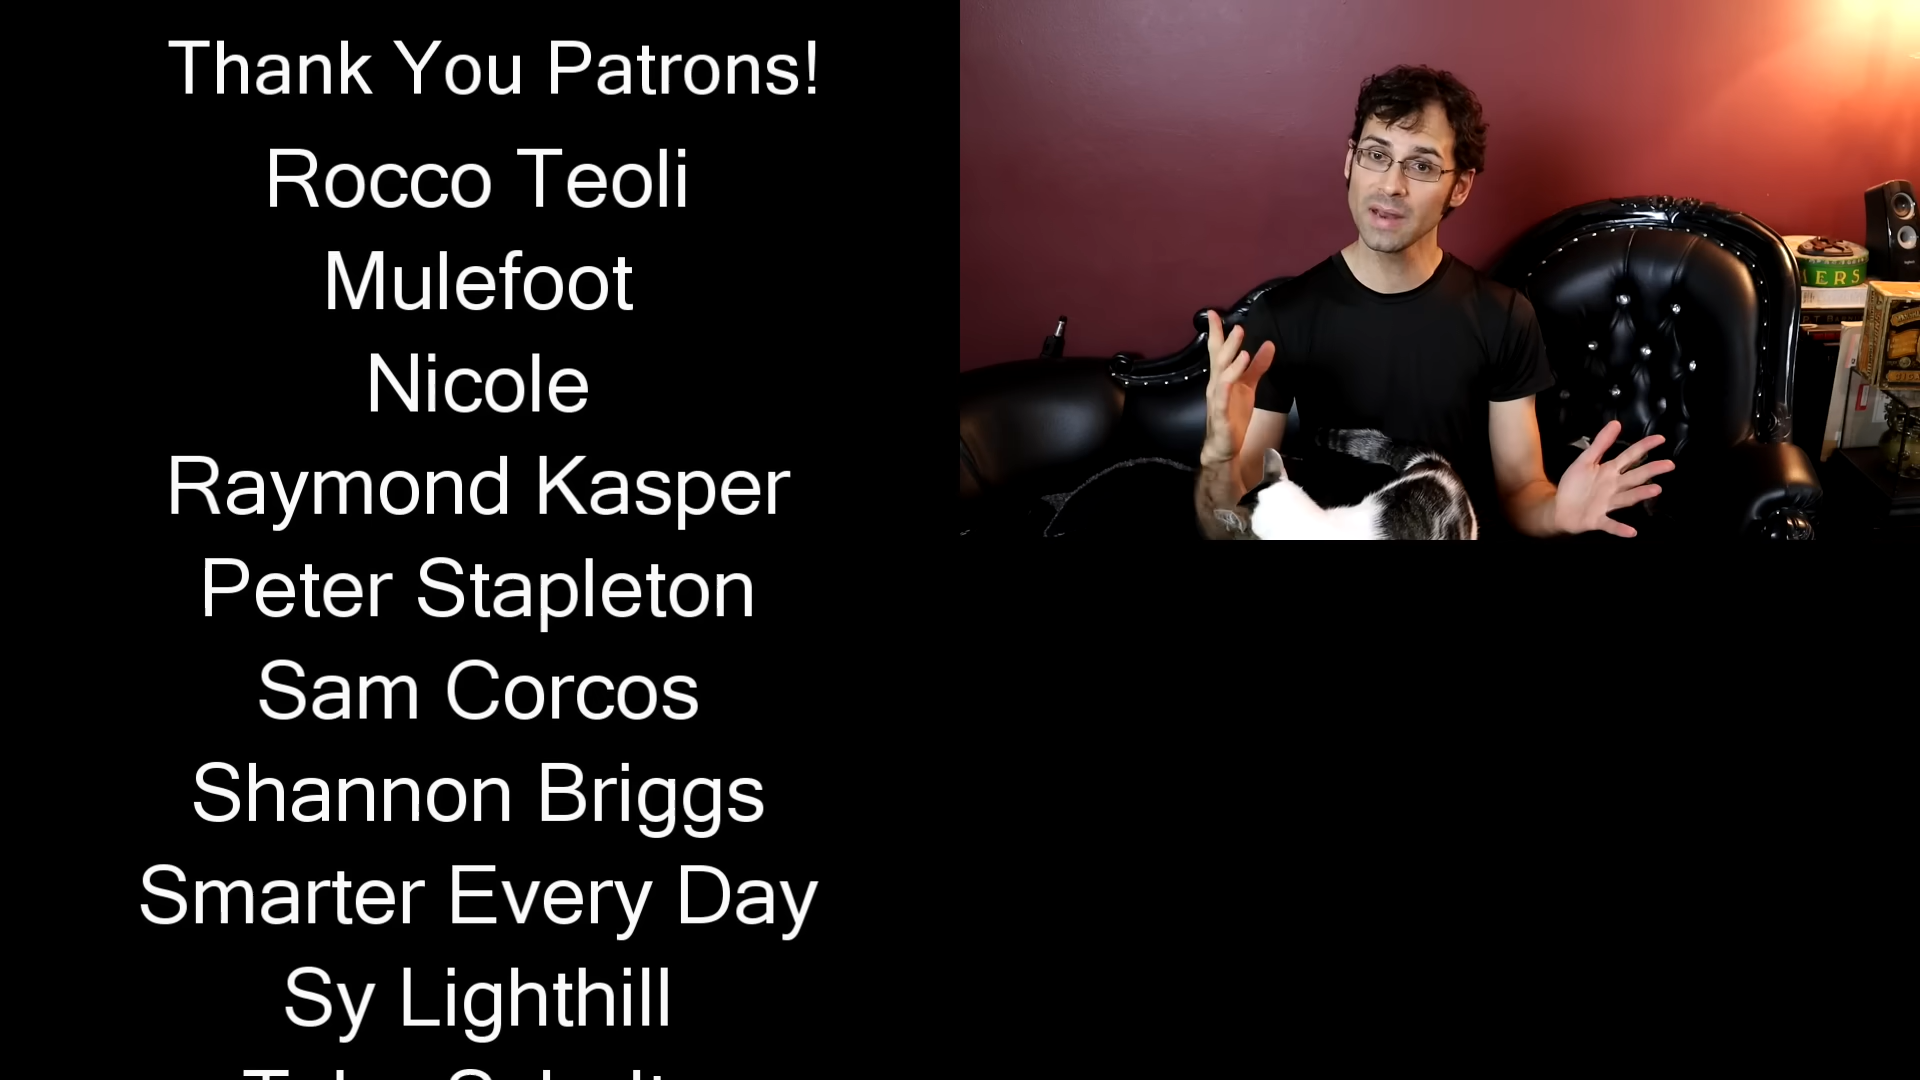 Thank You Patrons!
Rocco Teoli
Mulefoot
Nicole
Raymond Kasper
Peter Stapleton
Sam Corcos
Shannon Briggs
Smarter Every Day
Sy Lighthill
ERS